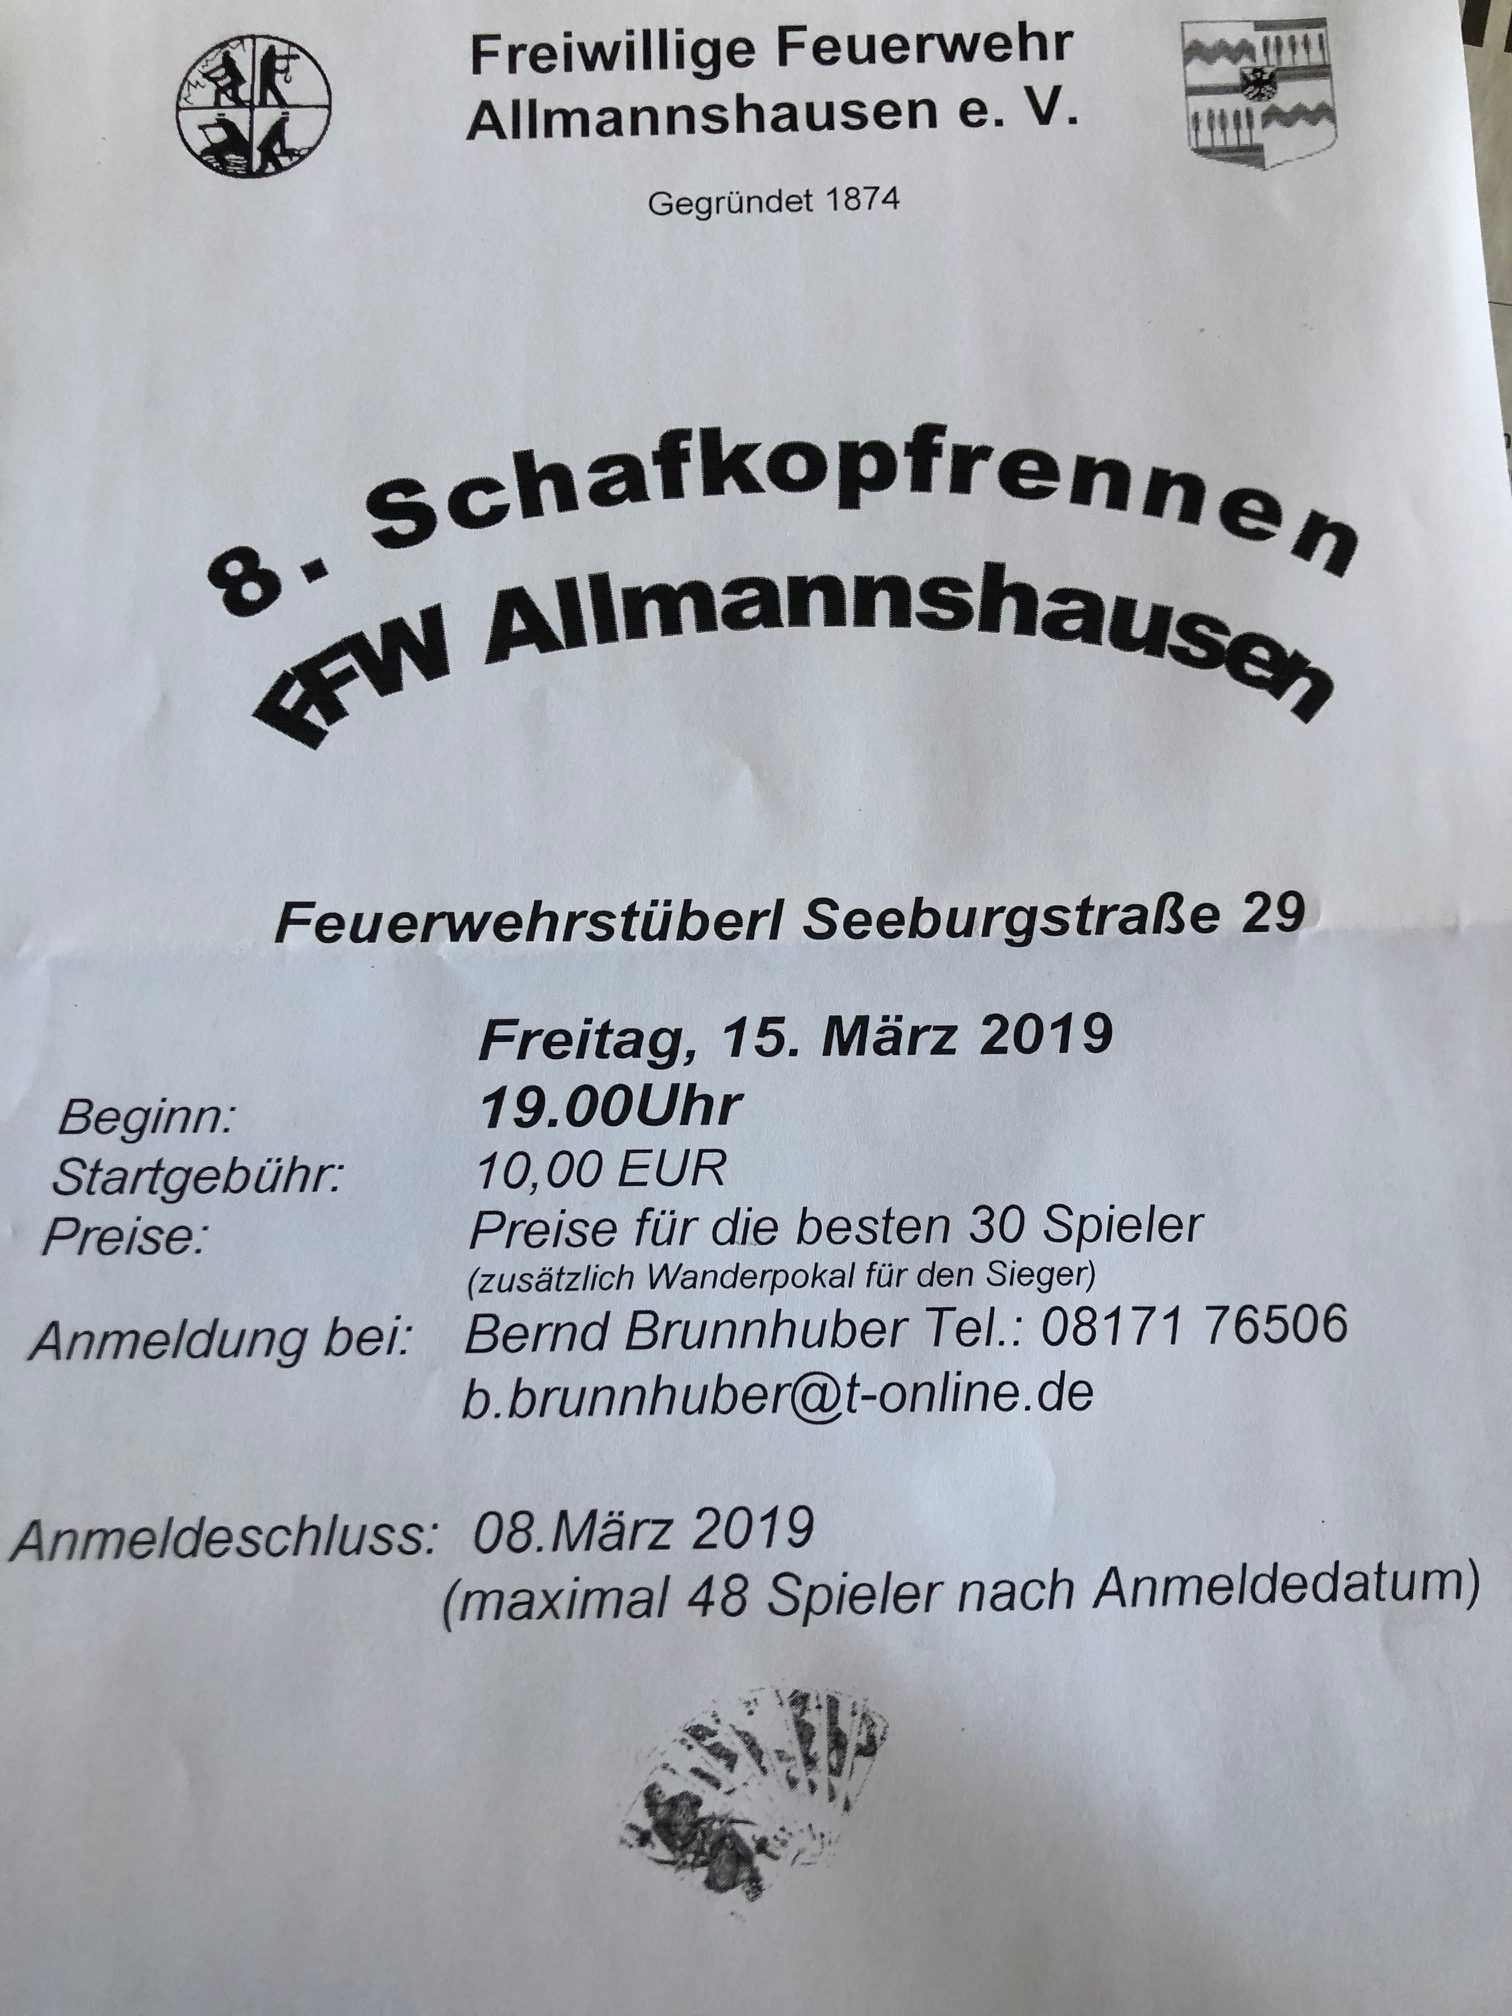 Freiwillige Feuerwehr
Allmannshausen e. V.
Gegründet 1874
8. Schafkopfrennen
FFW Allmannshausen
Feuerwehrstüberl Seeburgstraße 29
Freitag, 15. März 2019
Beginn: 19.00Uhr
Startgebühr: 10,00 EUR
Preise: Preise für die besten 30 Spieler
(zusätzlich Wanderpokal für den Sieger)
Anmeldung bei: Bernd Brunnhuber Tel.: 08171 76506
b.brunnhuber@t-online.de
Anmeldeschluss: 08.März 2019
(maximal 48 Spieler nach Anmeldedatum)